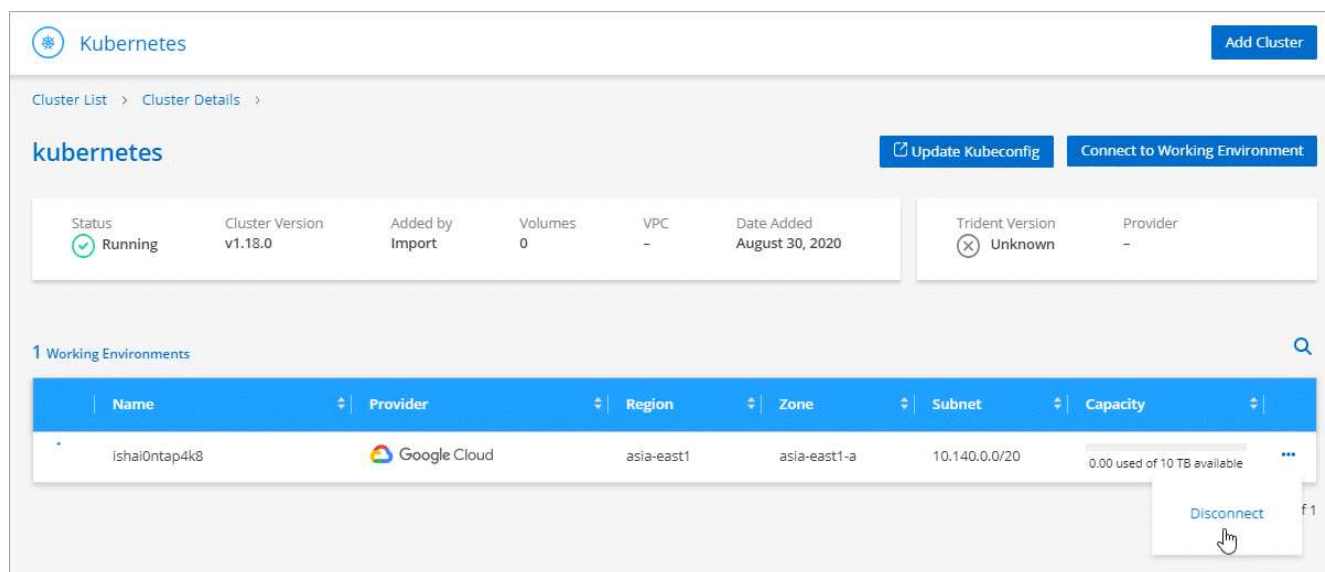 Kubernetes
Add Cluster
Cluster List > Cluster Details >
kubernetes
Update Kubeconfig
Connect to Working Environment
Status Cluster Version Added by Volumes VPC Date Added Trident Version Provider
Running v1.18.0 Import 0 – August 30, 2020 Unknown –
1 Working Environments
Name Provider Region Zone Subnet Capacity
ishai0ntap4k8 Google Cloud asia-east1 asia-east1-a 10.140.0.0/20 0.00 used of 10 TB available
Disconnect
f 1